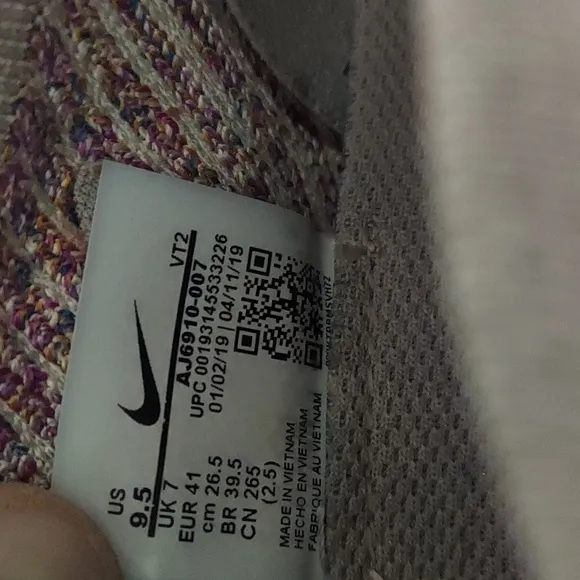 VT2
US
9.5
UK 7
EUR 41
cm 26.5
BR 39.5
CN 265
(2.5)
AJ6910-007
UPC 00193145533226
01/02/19 | 04/11/19
MADE IN VIETNAM
HECHO EN VIETNAM
FABRIQUE AU VIETNAM